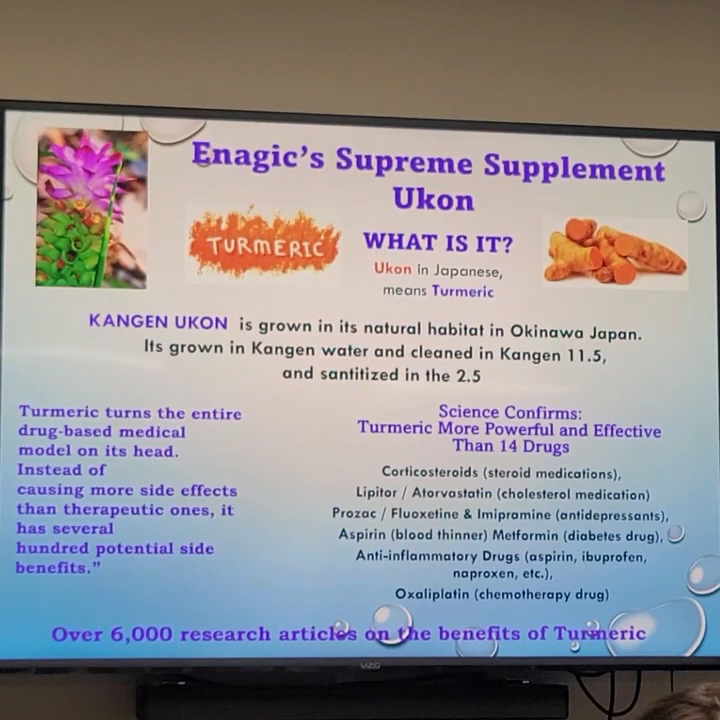 Enagic's Supreme Supplement
Ukon
TURMERIC
WHAT IS IT?
Ukon in Japanese,
means Turmeric
KANGEN UKON is grown in its natural habitat in Okinawa Japan.
Its grown in Kangen water and cleaned in Kangen 11.5,
and santitized in the 2.5
Turmeric turns the entire
drug-based medical
model on its head.
Instead of
causing more side effects
than therapeutic ones, it
has several
hundred potential side
benefits."
Science Confirms:
Turmeric More Powerful and Effective
Than 14 Drugs
Corticosteroids (steroid medications),
Lipitor / Atorvastatin (cholesterol medication)
Prozac / Fluoxetine & Imipramine (antidepressants),
Aspirin (blood thinner) Metformin (diabetes drug),
Anti-inflammatory Drugs (aspirin, ibuprofen,
naproxen, etc.),
Oxaliplatin (chemotherapy drug)
Over 6,000 research articles on the benefits of Turmeric
VIZIO